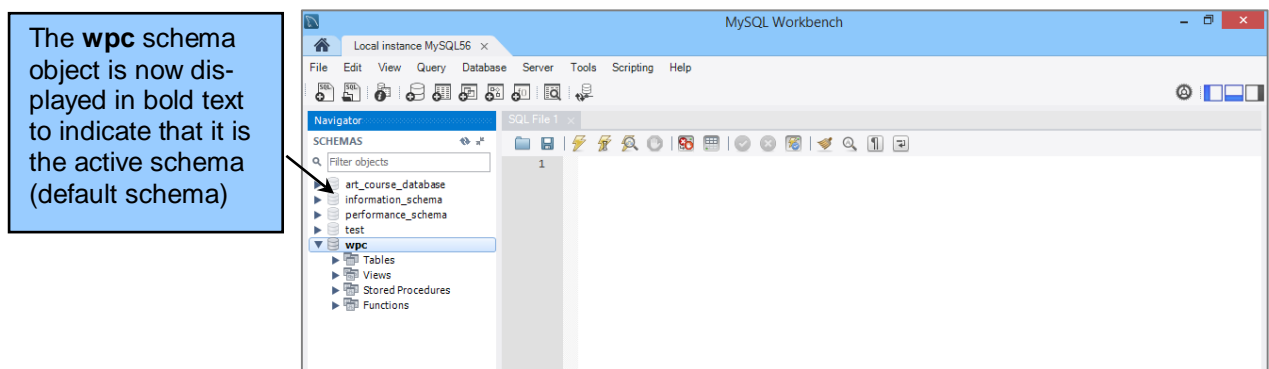 The wpc schema
object is now dis-
played in bold text
to indicate that it is
the active schema
(default schema)
MySQL Workbench
Local instance MySQL56
File Edit View Query Database Server Tools Scripting Help
Navigator
SQL File 1
SCHEMAS
Filter objects
1
art_course_database
information_schema
performance_schema
test
wpc
Tables
Views
Stored Procedures
Functions